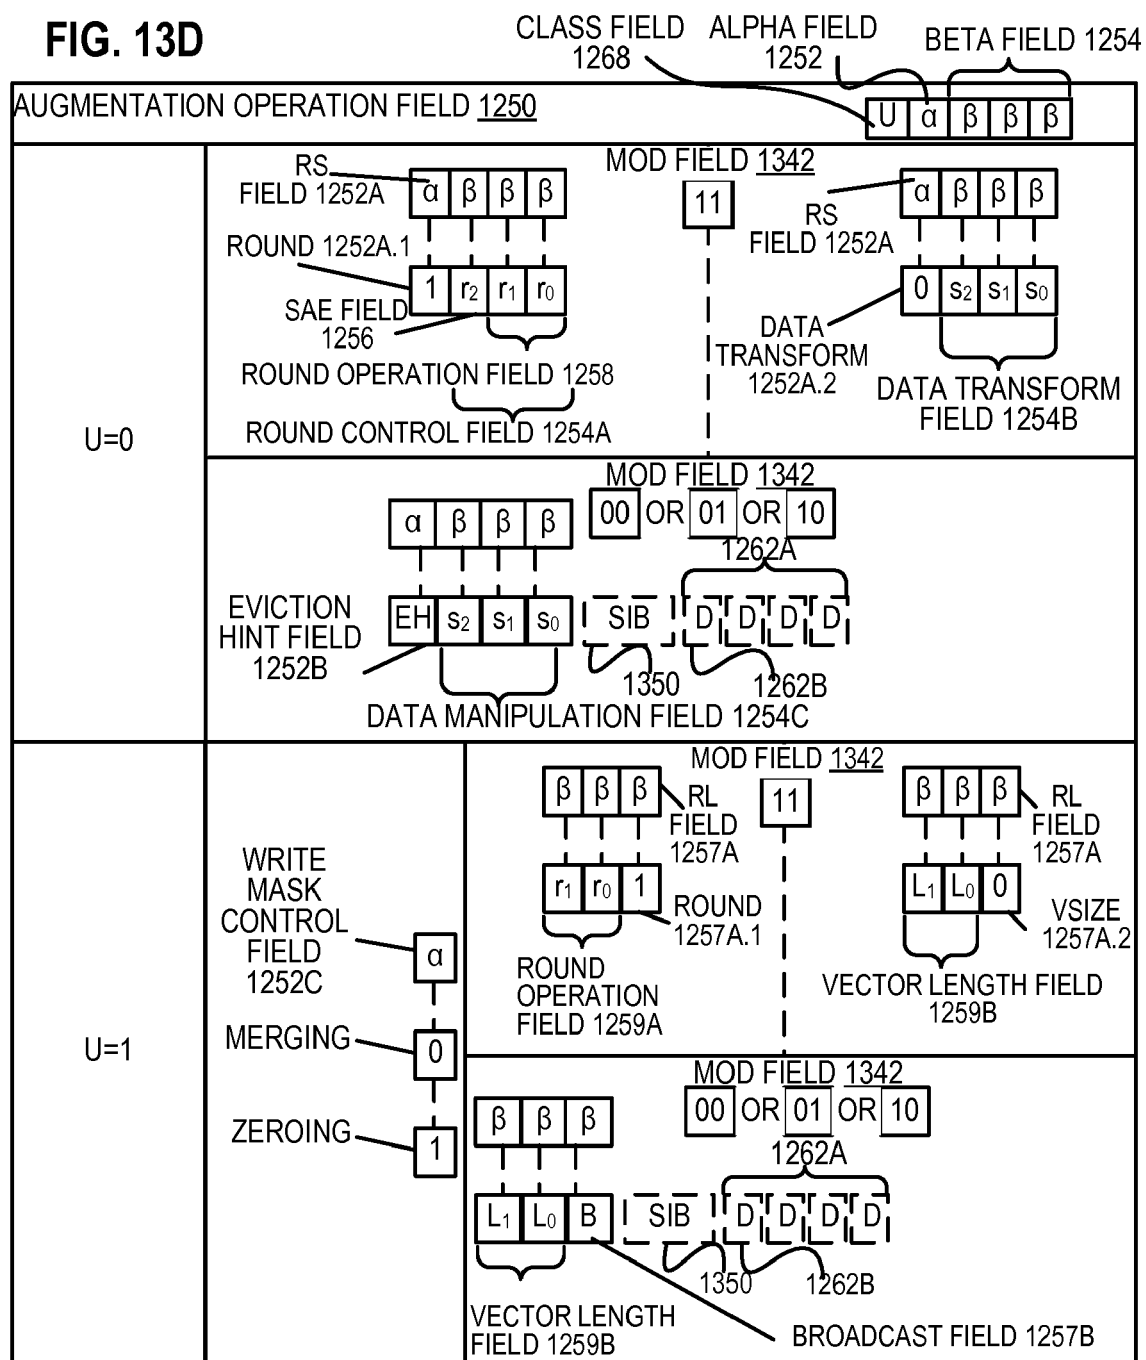 FIG. 13D
CLASS FIELD
1268
ALPHA FIELD
1252
BETA FIELD 1254
AUGMENTATION OPERATION FIELD 1250
U α β β β
U=0
MOD FIELD 1342
11
RS
FIELD 1252A
α β β β
ROUND 1252A.1
1 r2 r1 r0
SAE FIELD
1256
ROUND OPERATION FIELD 1258
ROUND CONTROL FIELD 1254A
α β β β
RS
FIELD 1252A
0 s2 s1 s0
DATA
TRANSFORM
1252A.2
DATA TRANSFORM
FIELD 1254B
MOD FIELD 1342
00 OR 01 OR 10
α β β β
1262A
EVICTION
HINT FIELD
1252B
EH s2 s1 s0 SIB D D D D
1350
1262B
DATA MANIPULATION FIELD 1254C
U=1
WRITE
MASK
CONTROL
FIELD
1252C
α
MERGING
0
ZEROING
1
MOD FIELD 1342
11
β β β
RL
FIELD
1257A
r1 r0 1
ROUND
1257A.1
ROUND
OPERATION
FIELD 1259A
β β β
RL
FIELD
1257A
L1 L0 0
VSIZE
1257A.2
VECTOR LENGTH FIELD
1259B
MOD FIELD 1342
00 OR 01 OR 10
β β β
1262A
L1 L0 B SIB D D D D
1350
1262B
VECTOR LENGTH
FIELD 1259B
BROADCAST FIELD 1257B